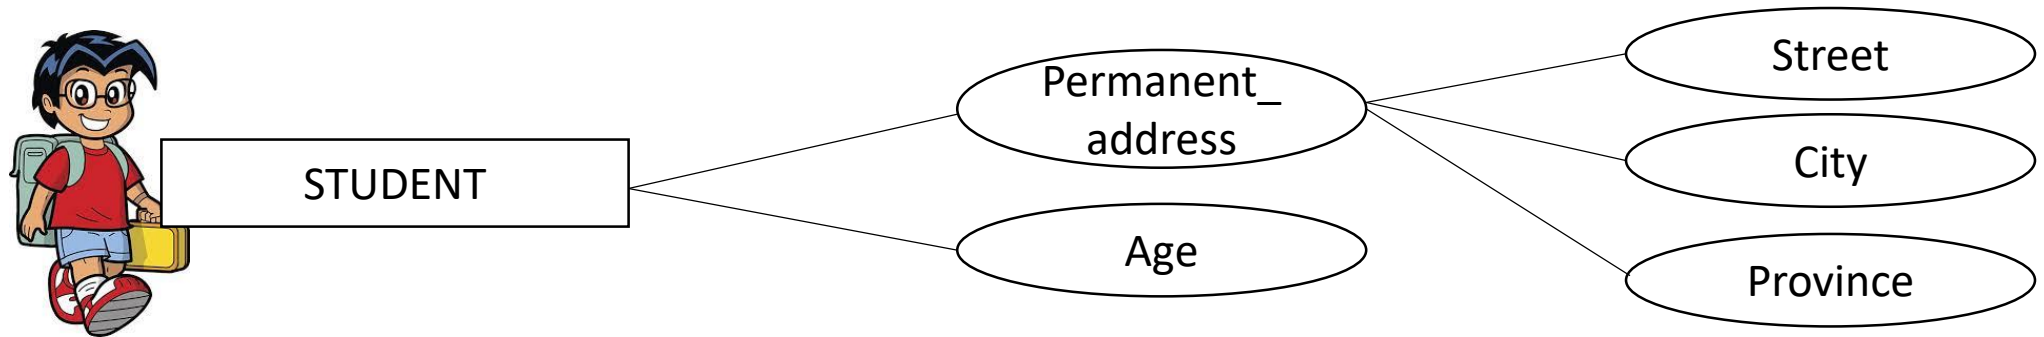 STUDENT
Permanent_
address
Age
Street
City
Province